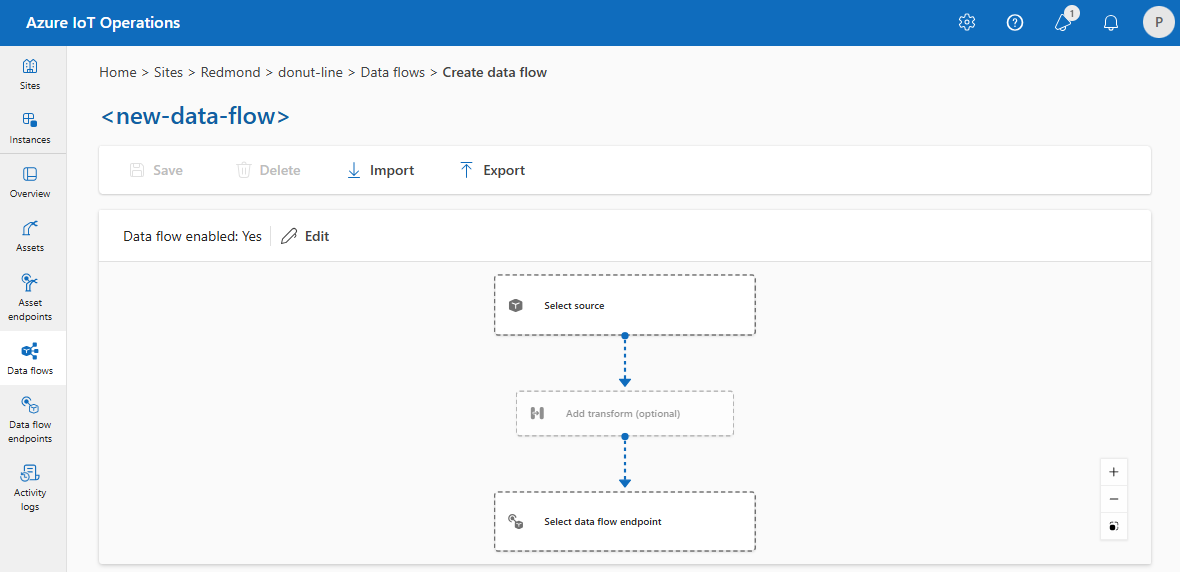 Azure IoT Operations
1
P
Sites
Instances
Overview
Assets
Asset
endpoints
Data flows
Data flow
endpoints
Activity
logs
Home > Sites > Redmond > donut-line > Data flows > Create data flow
<new-data-flow>
Save Delete Import Export
Data flow enabled: Yes Edit
Select source
Add transform (optional)
Select data flow endpoint